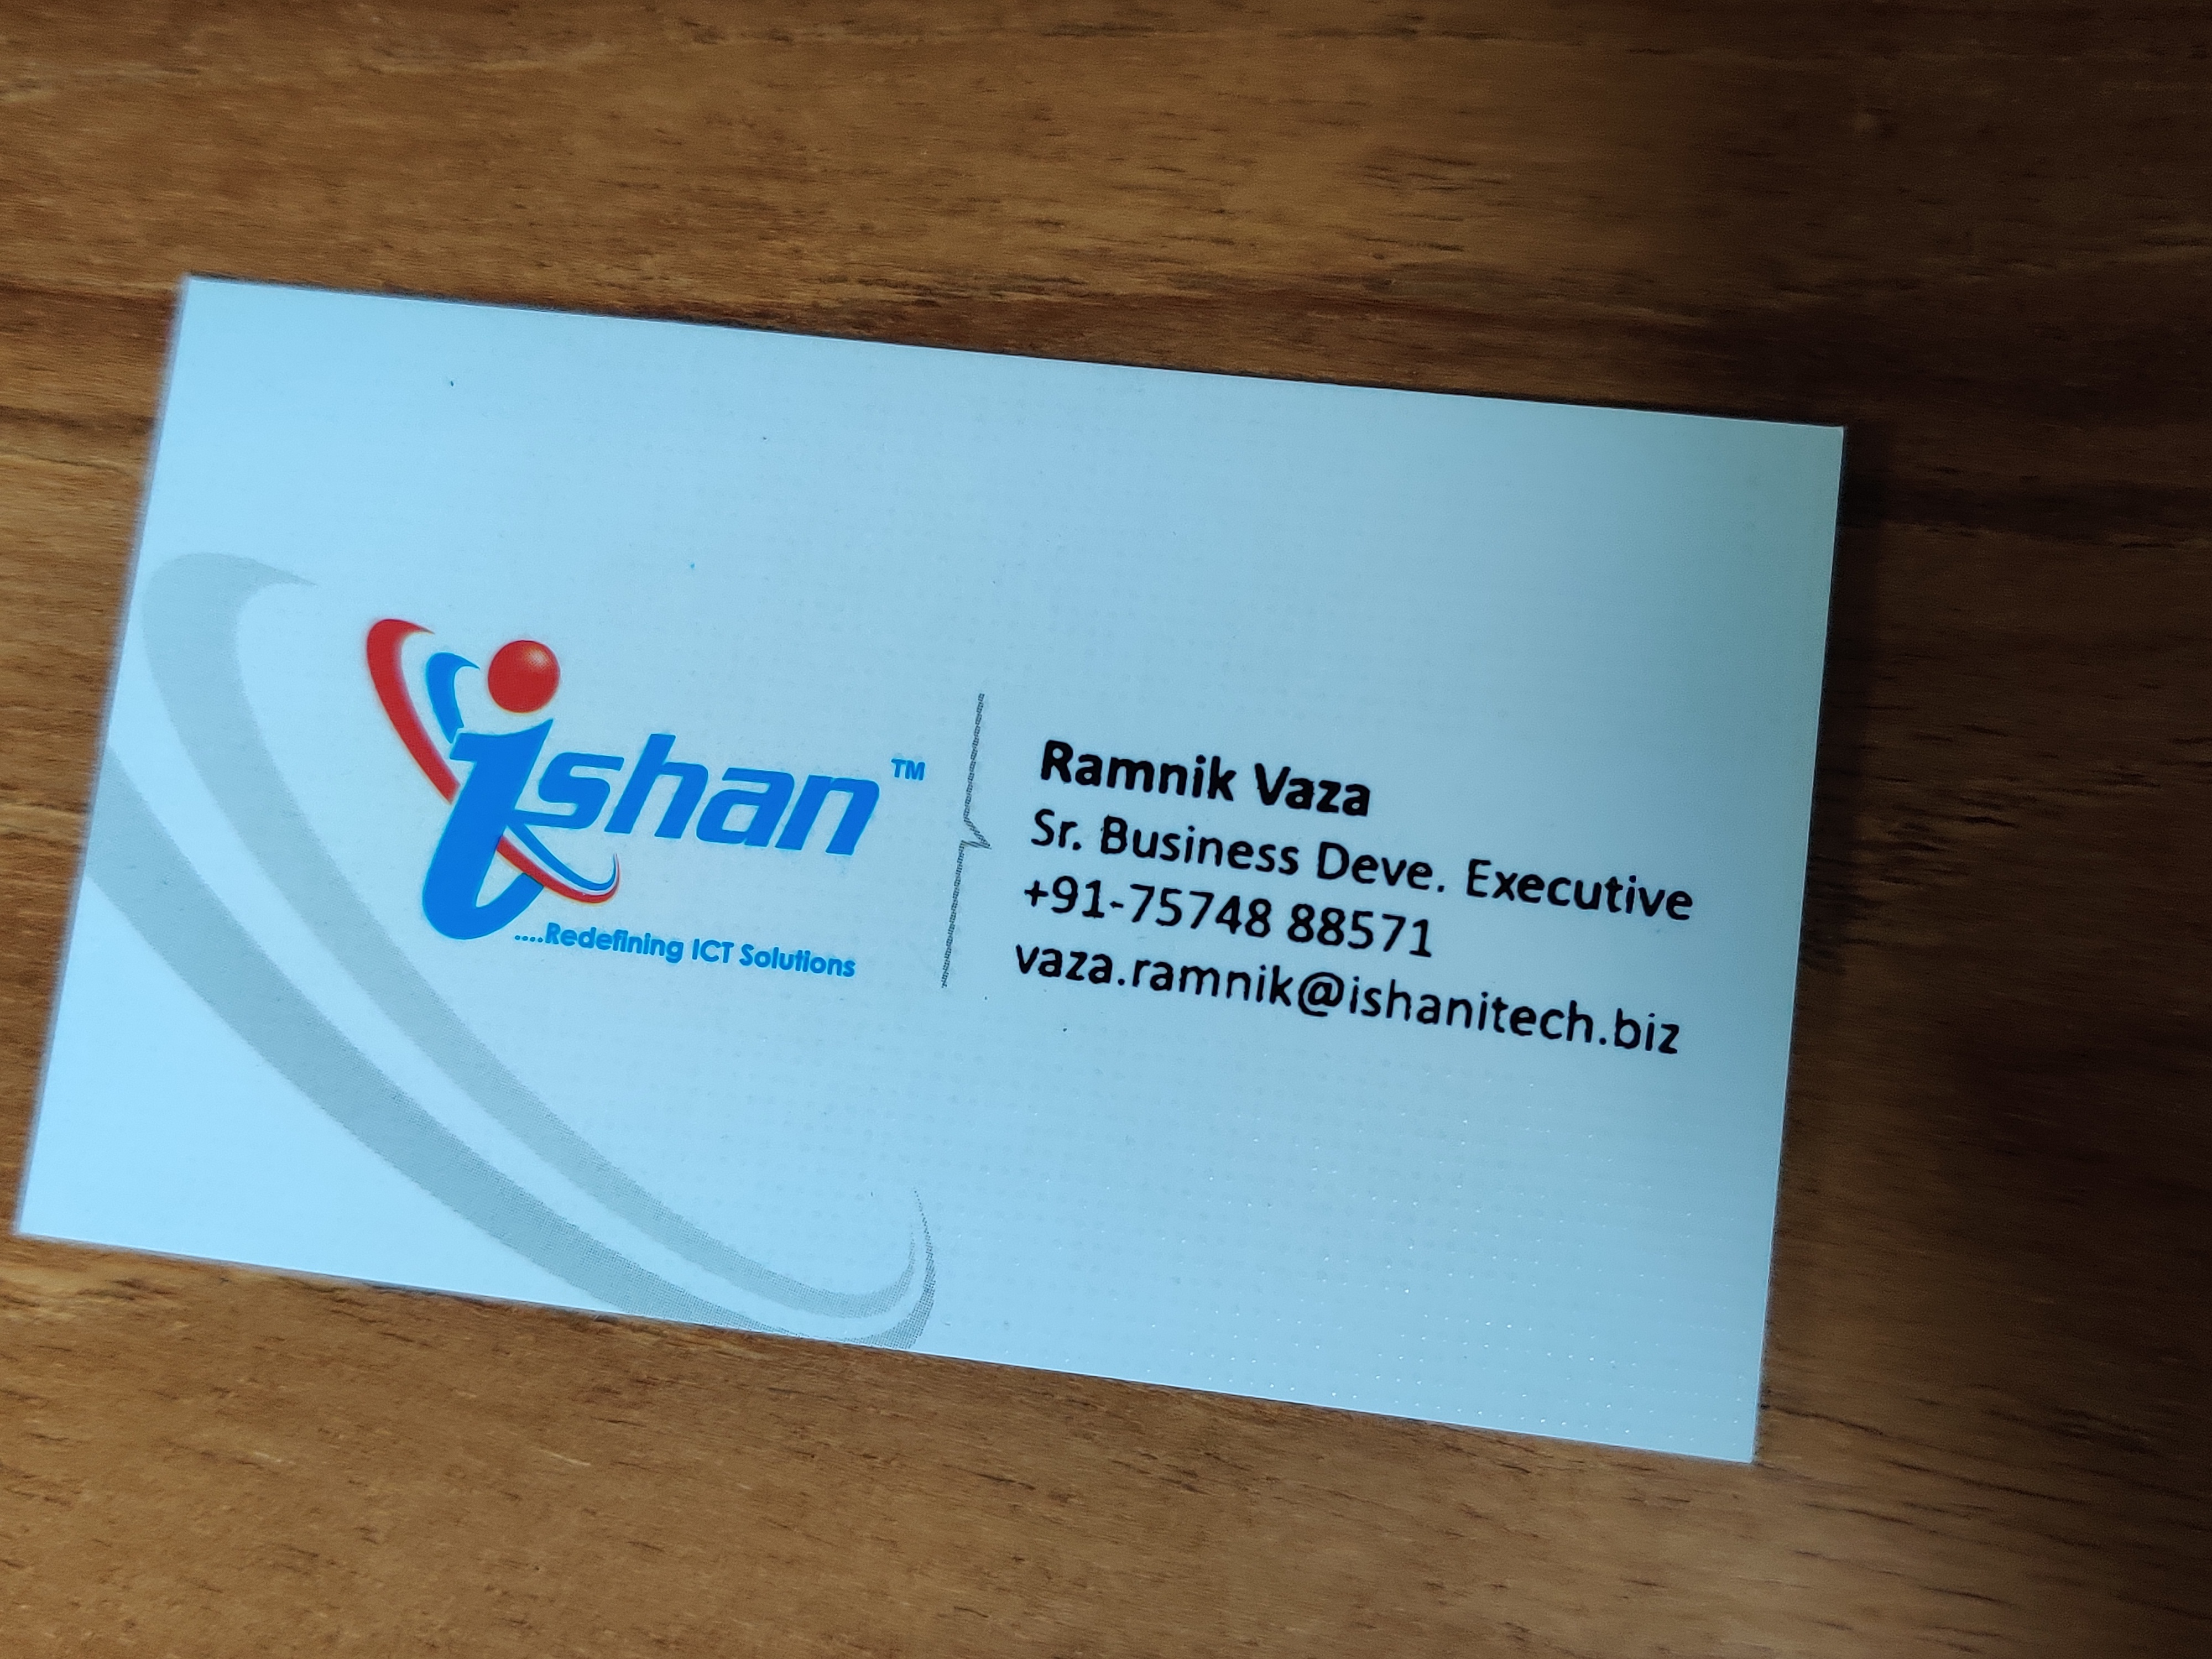 ishan™
....Redefining ICT Solutions
Ramnik Vaza
Sr. Business Deve. Executive
+91-75748 88571
vaza.ramnik@ishanitech.biz